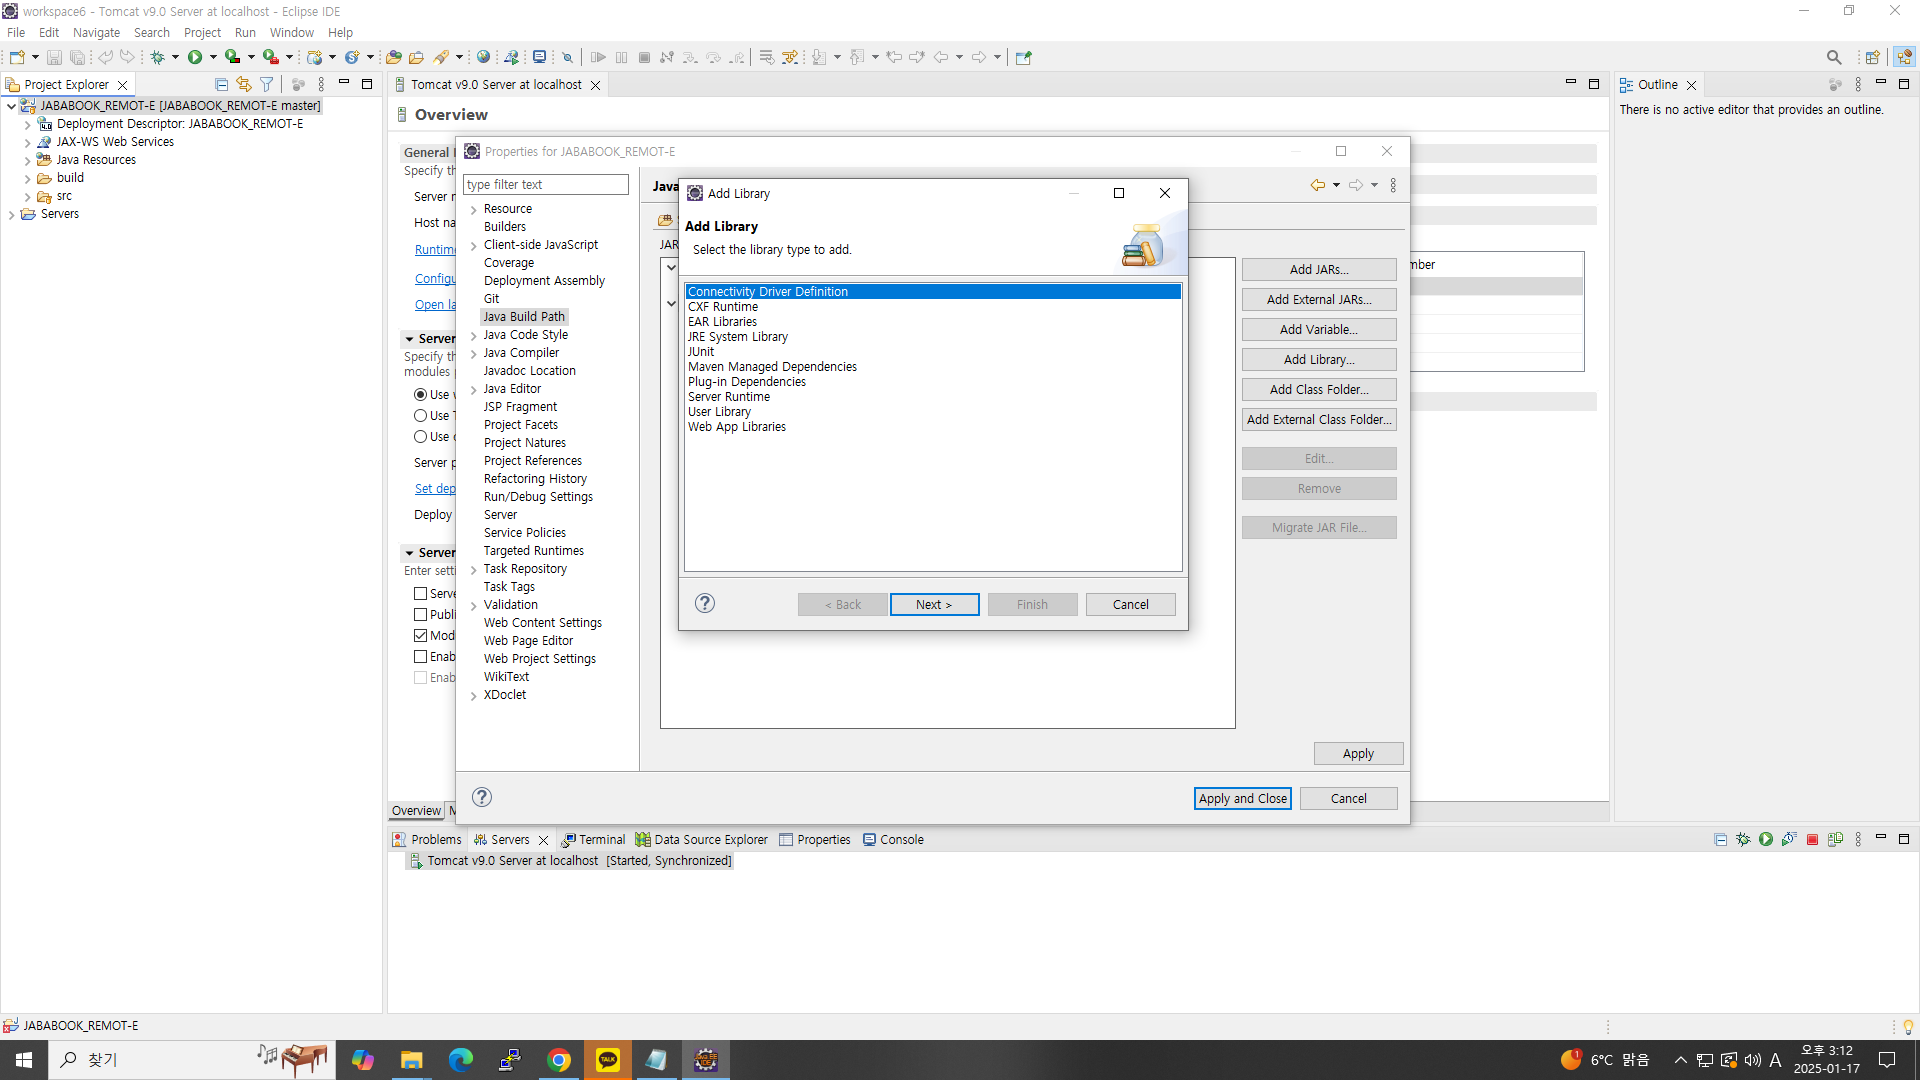 workspace6 - Tomcat v9.0 Server at localhost - Eclipse IDE
File Edit Navigate Search Project Run Window Help
Project Explorer
JABABOOK_REMOT-E [JABABOOK_REMOT-E master]
Deployment Descriptor: JABABOOK_REMOT-E
JAX-WS Web Services
Java Resources
build
src
Servers
Tomcat v9.0 Server at localhost
Overview
General
Specify th
Server
Host na
Runtime
Configu
Open la
Server
Specify th
modules
Use
Use
Use
Server p
Set dep
Deploy
Server
Enter setti
Serve
Publi
Mod
Enab
Enab
Overview
mber
Properties for JABABOOK_REMOT-E
type filter text
Resource
Builders
Client-side JavaScript
Coverage
Deployment Assembly
Git
Java Build Path
Java Code Style
Java Compiler
Javadoc Location
Java Editor
JSP Fragment
Project Facets
Project Natures
Project References
Refactoring History
Run/Debug Settings
Server
Service Policies
Targeted Runtimes
Task Repository
Task Tags
Validation
Web Content Settings
Web Page Editor
Web Project Settings
WikiText
XDoclet
Java
JAR
Add JARs...
Add External JARs...
Add Variable...
Add Library...
Add Class Folder...
Add External Class Folder...
Edit...
Remove
Migrate JAR File...
Apply
Apply and Close Cancel
Add Library
Add Library
Select the library type to add.
Connectivity Driver Definition
CXF Runtime
EAR Libraries
JRE System Library
JUnit
Maven Managed Dependencies
Plug-in Dependencies
Server Runtime
User Library
Web App Libraries
< Back Next > Finish Cancel
Outline
There is no active editor that provides an outline.
Problems Servers Terminal Data Source Explorer Properties Console
Tomcat v9.0 Server at localhost [Started, Synchronized]
JABABOOK_REMOT-E
찾기
TALK
1
6°C 맑음
A
오후 3:12
2025-01-17